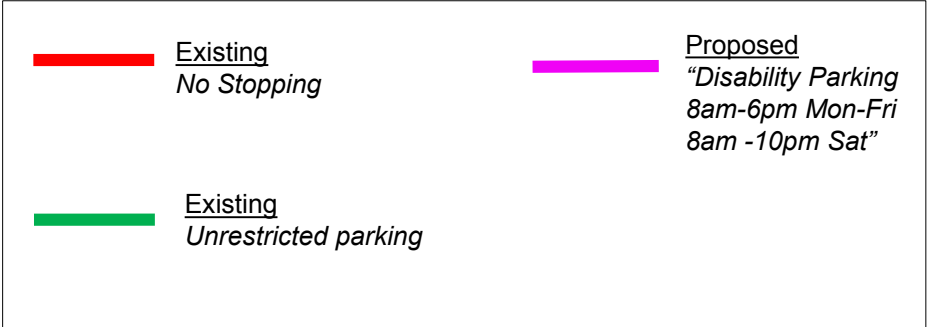 Existing
No Stopping
Proposed
“Disability Parking
8am-6pm Mon-Fri
8am -10pm Sat”
Existing
Unrestricted parking